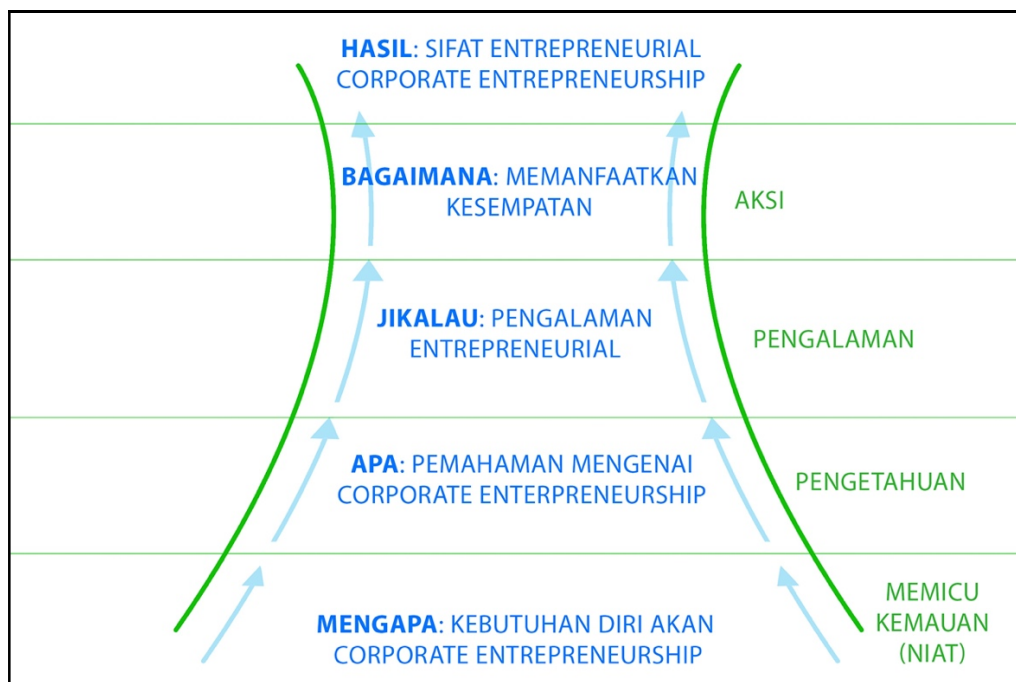 HASIL: SIFAT ENTREPRENEURIAL
CORPORATE ENTREPRENEURSHIP
BAGAIMANA: MEMANFAATKAN
KESEMPATAN
AKSI
JIKALAU: PENGALAMAN
ENTREPRENEURIAL
PENGALAMAN
APA: PEMAHAMAN MENGENAI
CORPORATE ENTERPRENEURSHIP
PENGETAHUAN
MENGAPA: KEBUTUHAN DIRI AKAN
CORPORATE ENTREPRENEURSHIP
MEMICU
KEMAUAN
(NIAT)